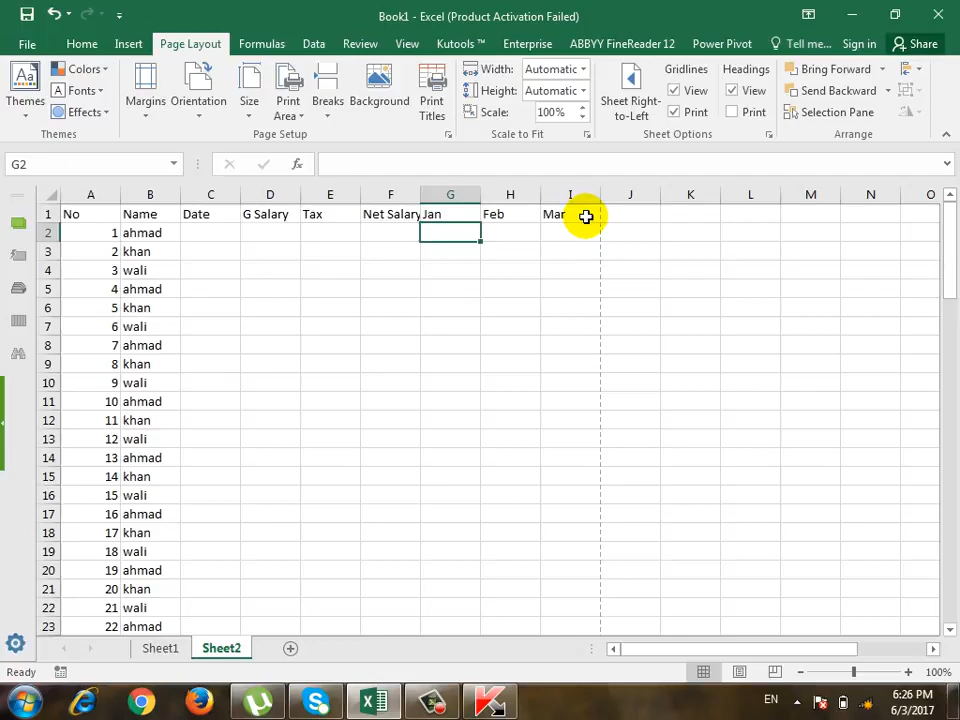 Book1 - Excel (Product Activation Failed)
File Home Insert Page Layout Formulas Data Review View Kutools ™ Enterprise ABBYY FineReader 12 Power Pivot Tell me... Sign in Share
Colors Width: Automatic Gridlines Headings Bring Forward
Aa A Fonts Height: Automatic View View Send Backward
Themes Effects Margins Orientation Size Print Area Breaks Background Print Titles Scale: 100% Sheet Right-to-Left Print Print Selection Pane
Themes Page Setup Scale to Fit Sheet Options Arrange
G2 fx
A B C D E F G H I J K L M N O
1 No Name Date G Salary Tax Net Salary Jan Feb Mar
2 1 ahmad
3 2 khan
4 3 wali
5 4 ahmad
6 5 khan
7 6 wali
8 7 ahmad
9 8 khan
10 9 wali
11 10 ahmad
12 11 khan
13 12 wali
14 13 ahmad
15 14 khan
16 15 wali
17 16 ahmad
18 17 khan
19 18 wali
20 19 ahmad
21 20 khan
22 21 wali
23 22 ahmad
Sheet1 Sheet2
Ready 100%
EN 6:26 PM
6/3/2017